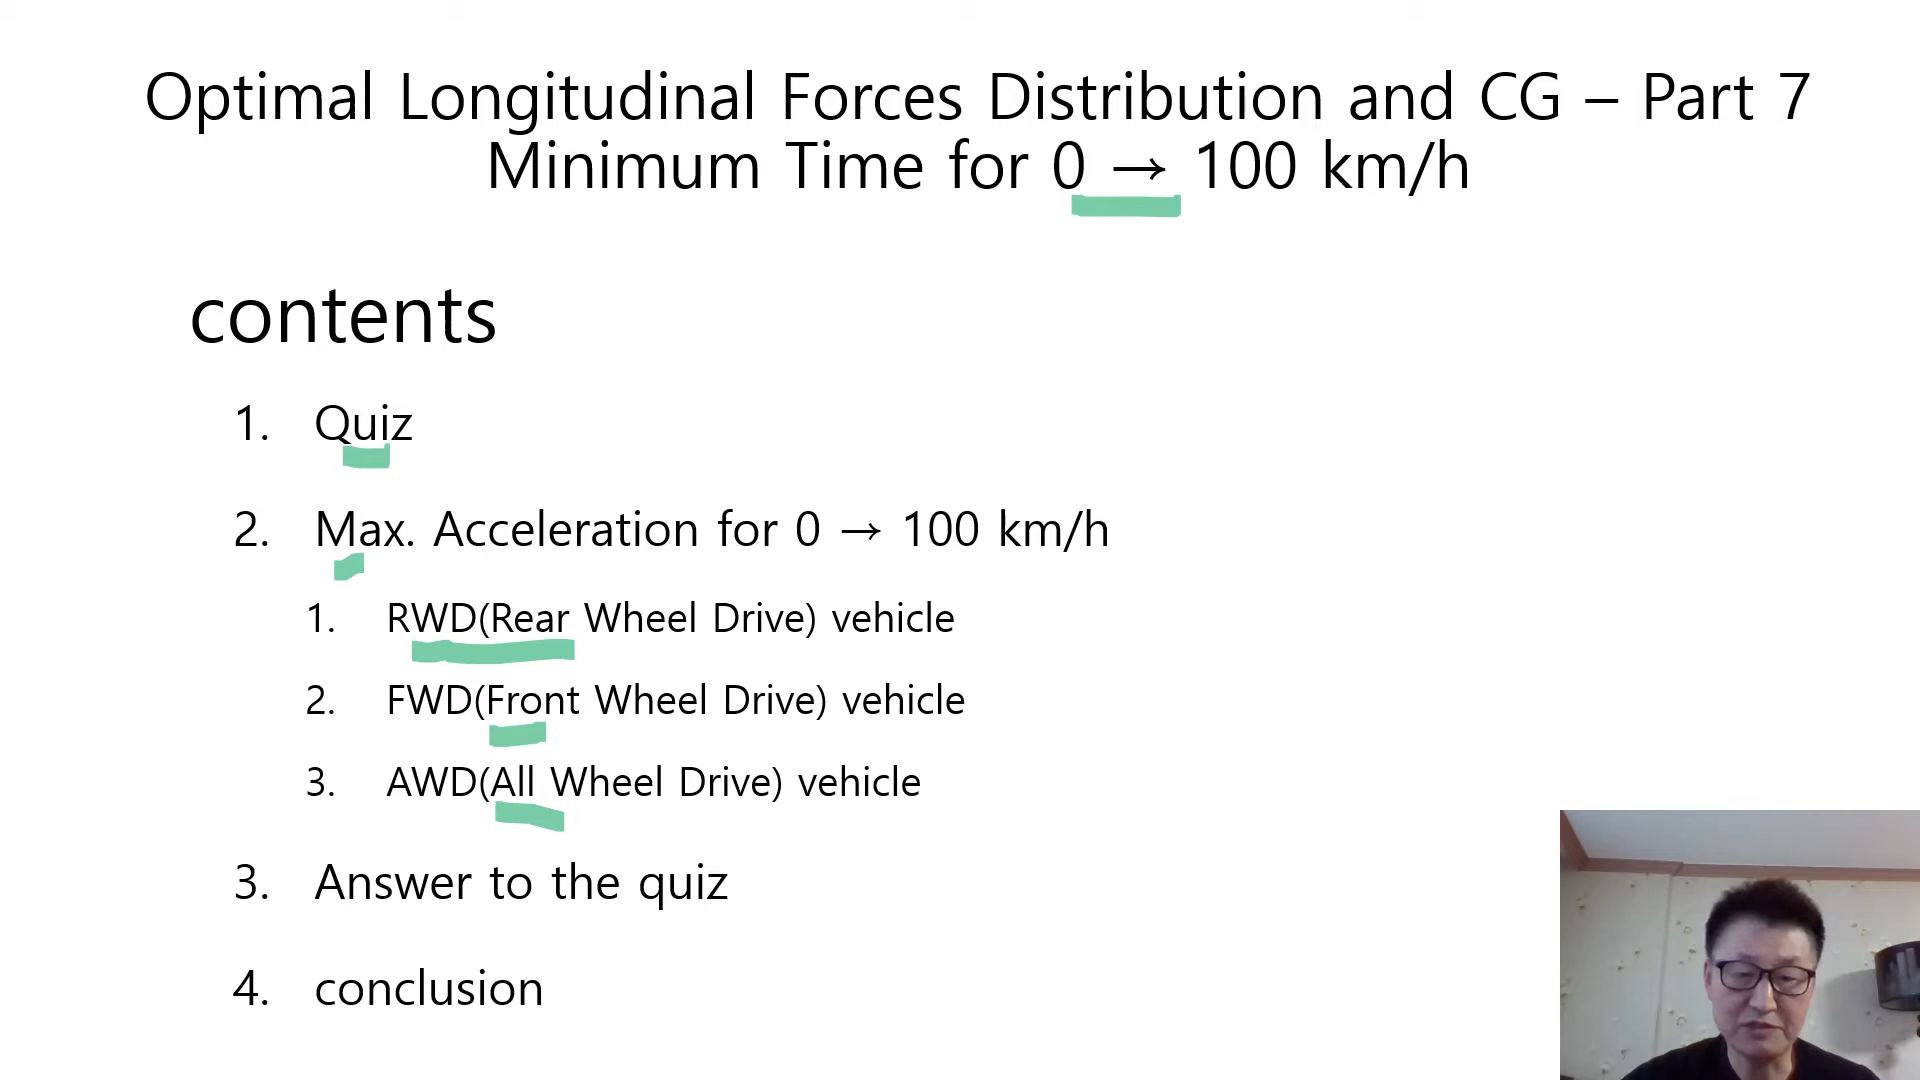 Optimal Longitudinal Forces Distribution and CG – Part 7
Minimum Time for 0 → 100 km/h
contents
1. Quiz
2. Max. Acceleration for 0 → 100 km/h
1. RWD(Rear Wheel Drive) vehicle
2. FWD(Front Wheel Drive) vehicle
3. AWD(All Wheel Drive) vehicle
3. Answer to the quiz
4. conclusion